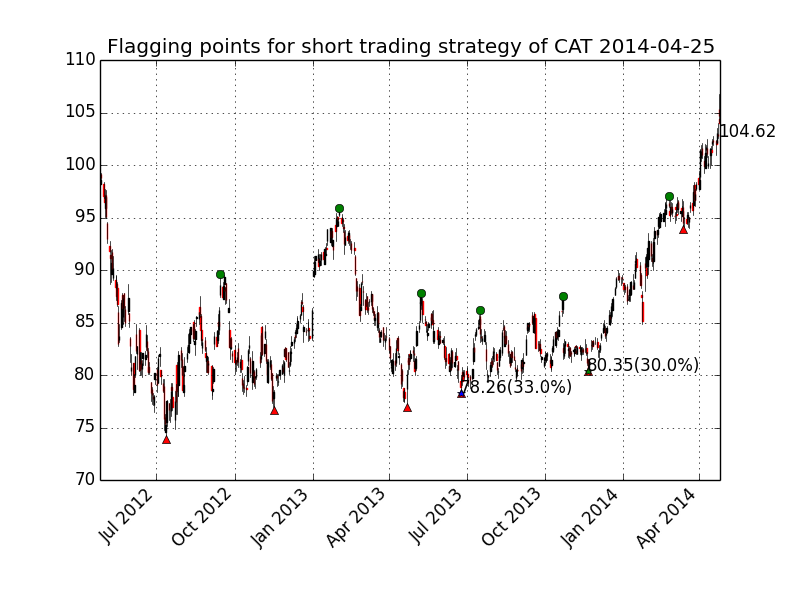 Flagging points for short trading strategy of CAT 2014-04-25
110
105
104.62
100
95
90
85
80
80.35(30.0%)
78.26(33.0%)
75
70
Jul 2012
Oct 2012
Jan 2013
Apr 2013
Jul 2013
Oct 2013
Jan 2014
Apr 2014